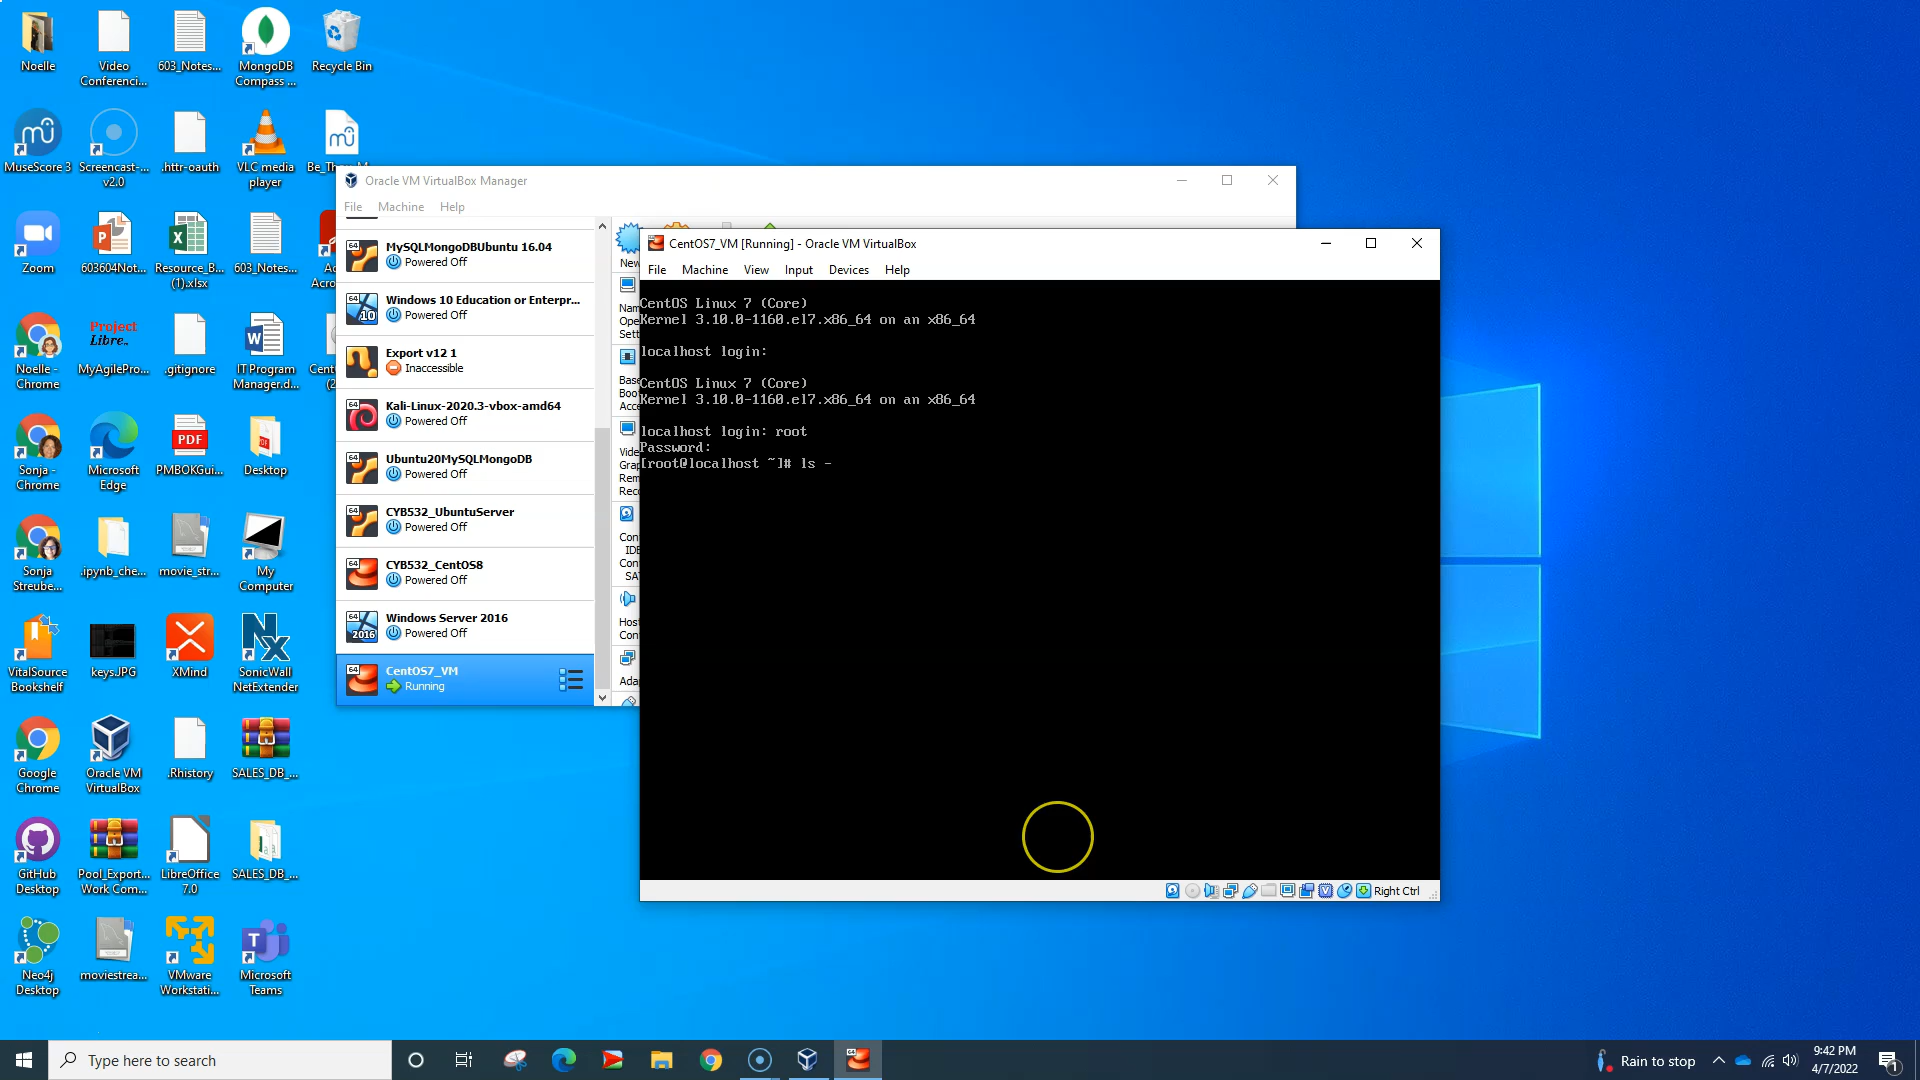 Noelle
Video
Conferenci...
603_Notes...
MongoDB
Compass ...
Recycle Bin
MuseScore 3
Screencast-...
v2.0
.httr-oauth
VLC media
player
Be_Thou_M...
Zoom
603604Not...
Resource_B...
(1).xlsx
603_Notes...
Noelle -
Chrome
Project
Libre..
MyAgilePro...
.gitignore
IT Program
Manager.d...
Sonja -
Chrome
Microsoft
Edge
PDF
PMBOKGui...
Desktop
Sonja
Streube...
.ipynb_che...
movie_str...
My
Computer
VitalSource
Bookshelf
keys.JPG
XMind
SonicWall
NetExtender
Google
Chrome
Oracle VM
VirtualBox
.Rhistory
SALES_DB_...
GitHub
Desktop
Pool_Export...
Work Com...
LibreOffice
7.0
SALES_DB_...
Neo4j
Desktop
moviestrea...
VMware
Workstati...
Microsoft
Teams
Oracle VM VirtualBox Manager
File Machine Help
MySQLMongoDBUbuntu 16.04
Powered Off
Windows 10 Education or Enterpr...
Powered Off
Export v12 1
Inaccessible
Kali-Linux-2020.3-vbox-amd64
Powered Off
Ubuntu20MySQLMongoDB
Powered Off
CYB532_UbuntuServer
Powered Off
CYB532_CentOS8
Powered Off
Windows Server 2016
Powered Off
CentOS7_VM
Running
CentOS7_VM [Running] - Oracle VM VirtualBox
File Machine View Input Devices Help
CentOS Linux 7 (Core)
Kernel 3.10.0-1160.el7.x86_64 on an x86_64
localhost login:
CentOS Linux 7 (Core)
Kernel 3.10.0-1160.el7.x86_64 on an x86_64
localhost login: root
Password:
[root@localhost ~]# ls -
Right Ctrl
Type here to search
Rain to stop
9:42 PM
4/7/2022
1